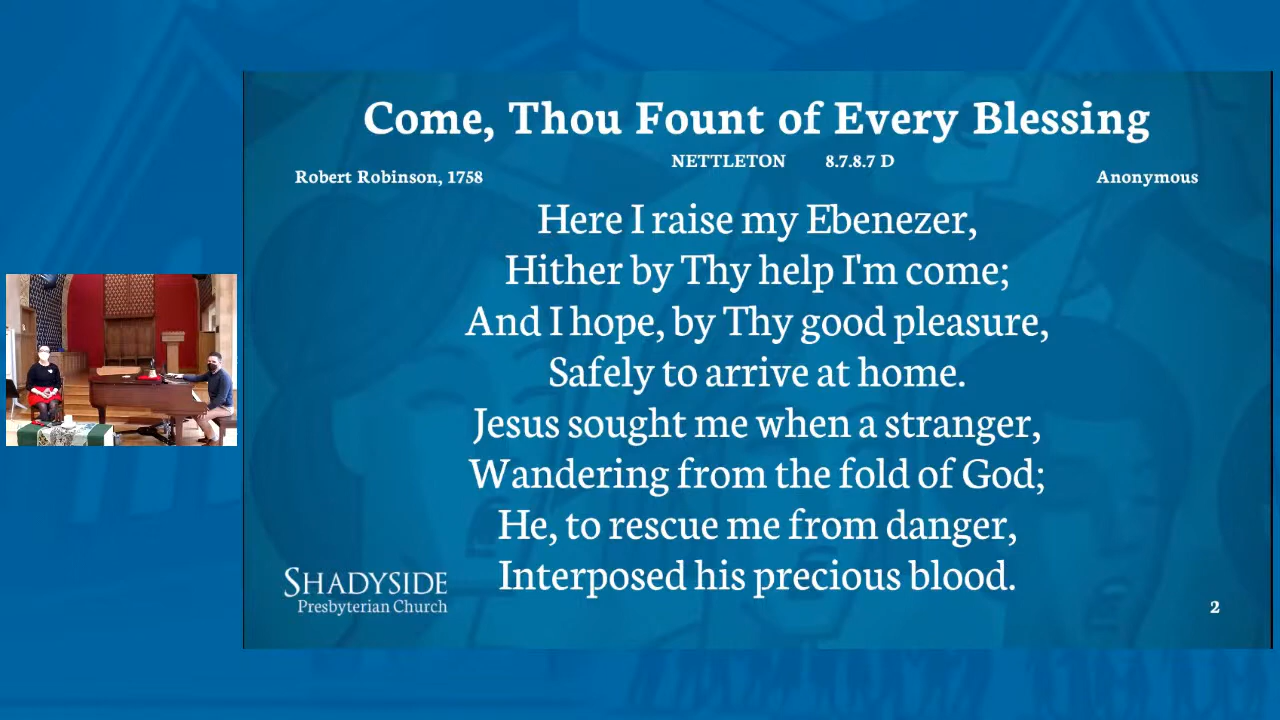 Come, Thou Fount of Every Blessing
NETTLETON 8.7.8.7 D
Robert Robinson, 1758 Anonymous
Here I raise my Ebenezer,
Hither by Thy help I'm come;
And I hope, by Thy good pleasure,
Safely to arrive at home.
Jesus sought me when a stranger,
Wandering from the fold of God;
He, to rescue me from danger,
Interposed his precious blood.
SHADYSIDE
Presbyterian Church
2